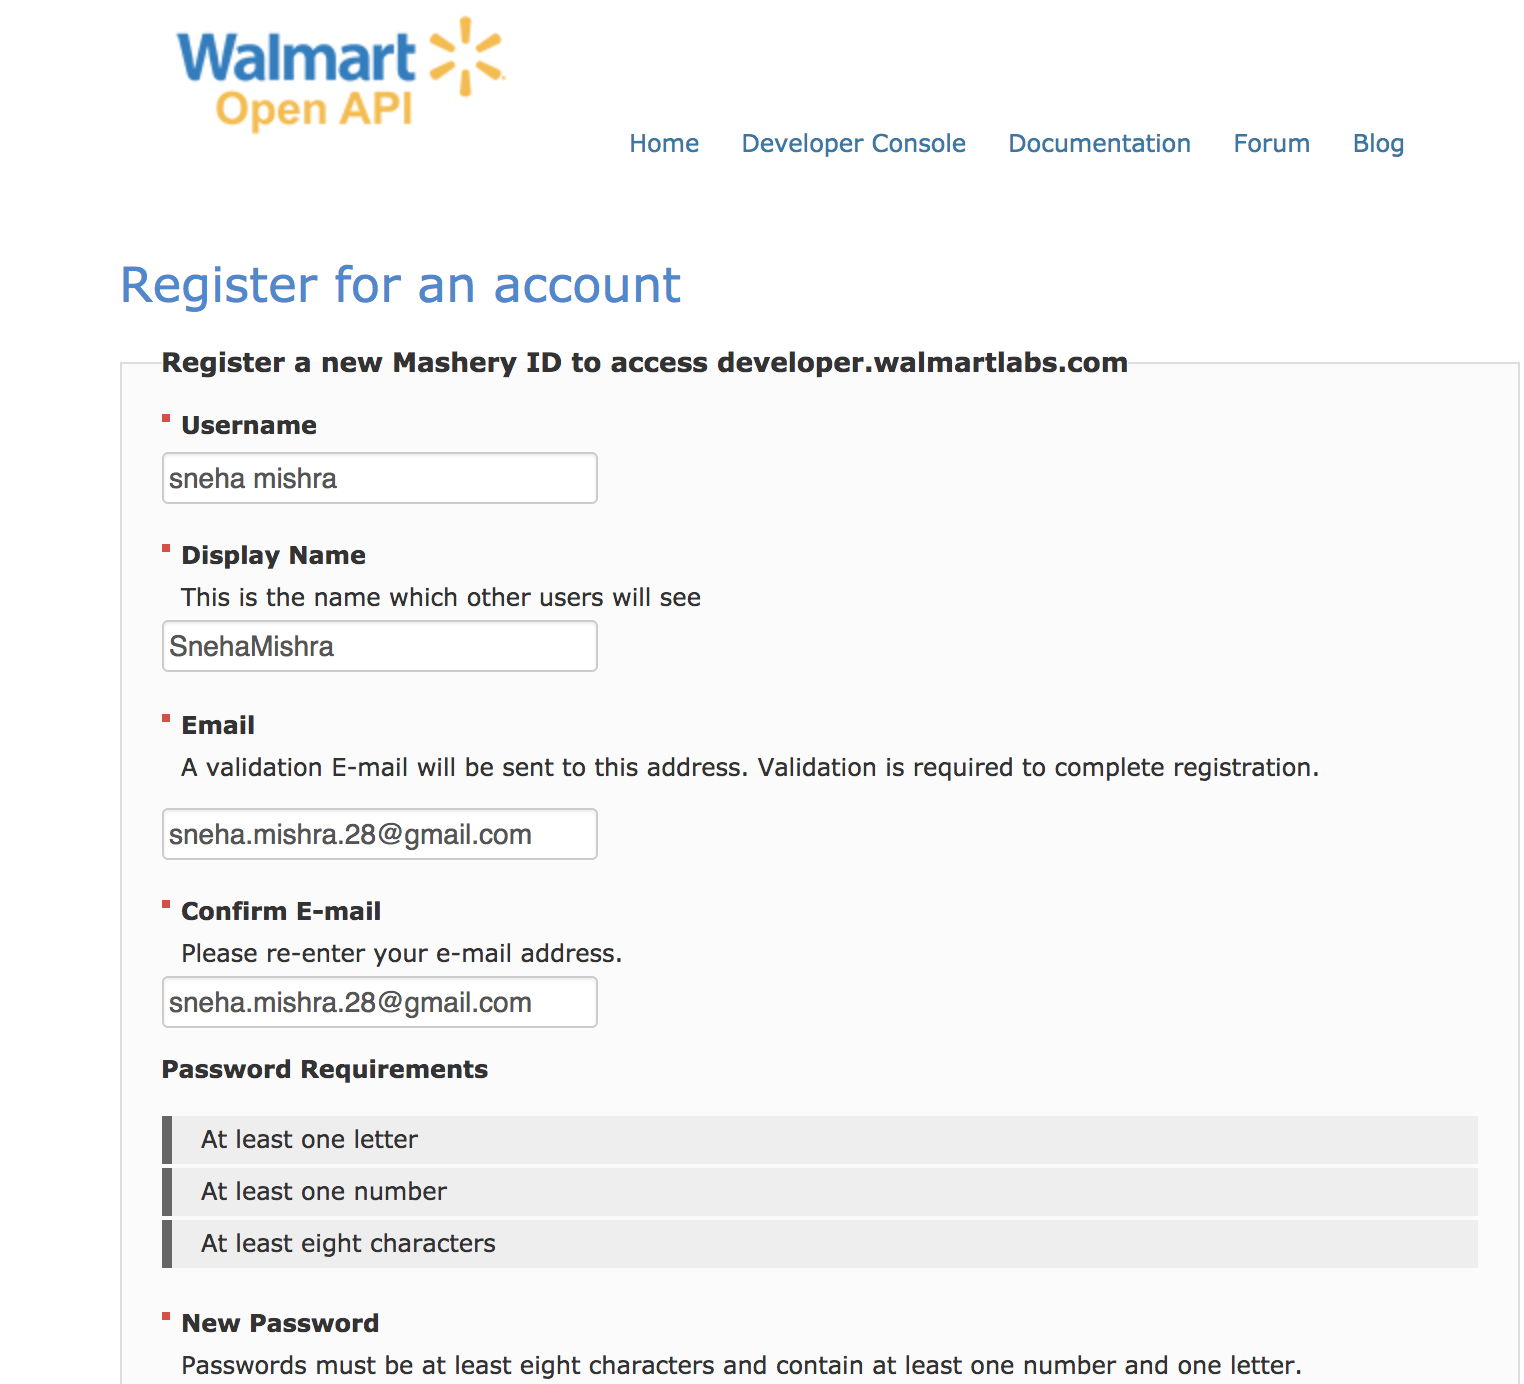 Walmart
Open API
Home Developer Console Documentation Forum Blog
Register for an account
Register a new Mashery ID to access developer.walmartlabs.com
Username
sneha mishra
Display Name
This is the name which other users will see
SnehaMishra
Email
A validation E-mail will be sent to this address. Validation is required to complete registration.
sneha.mishra.28@gmail.com
Confirm E-mail
Please re-enter your e-mail address.
sneha.mishra.28@gmail.com
Password Requirements
At least one letter
At least one number
At least eight characters
New Password
Passwords must be at least eight characters and contain at least one number and one letter.